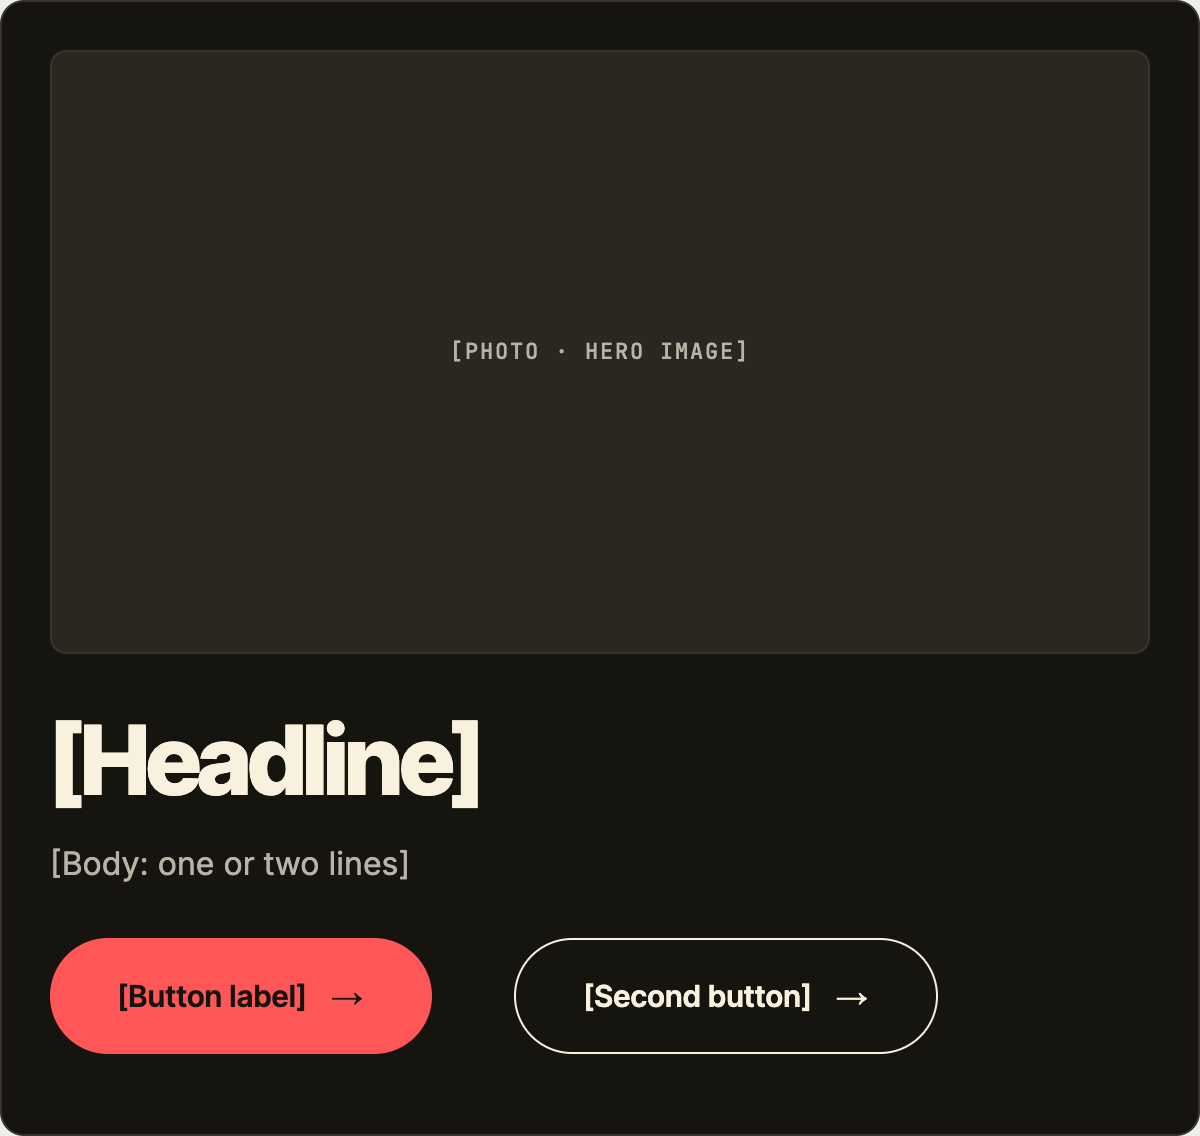 [PHOTO · HERO IMAGE]
[Headline]
[Body: one or two lines]
[Button label] →
[Second button] →